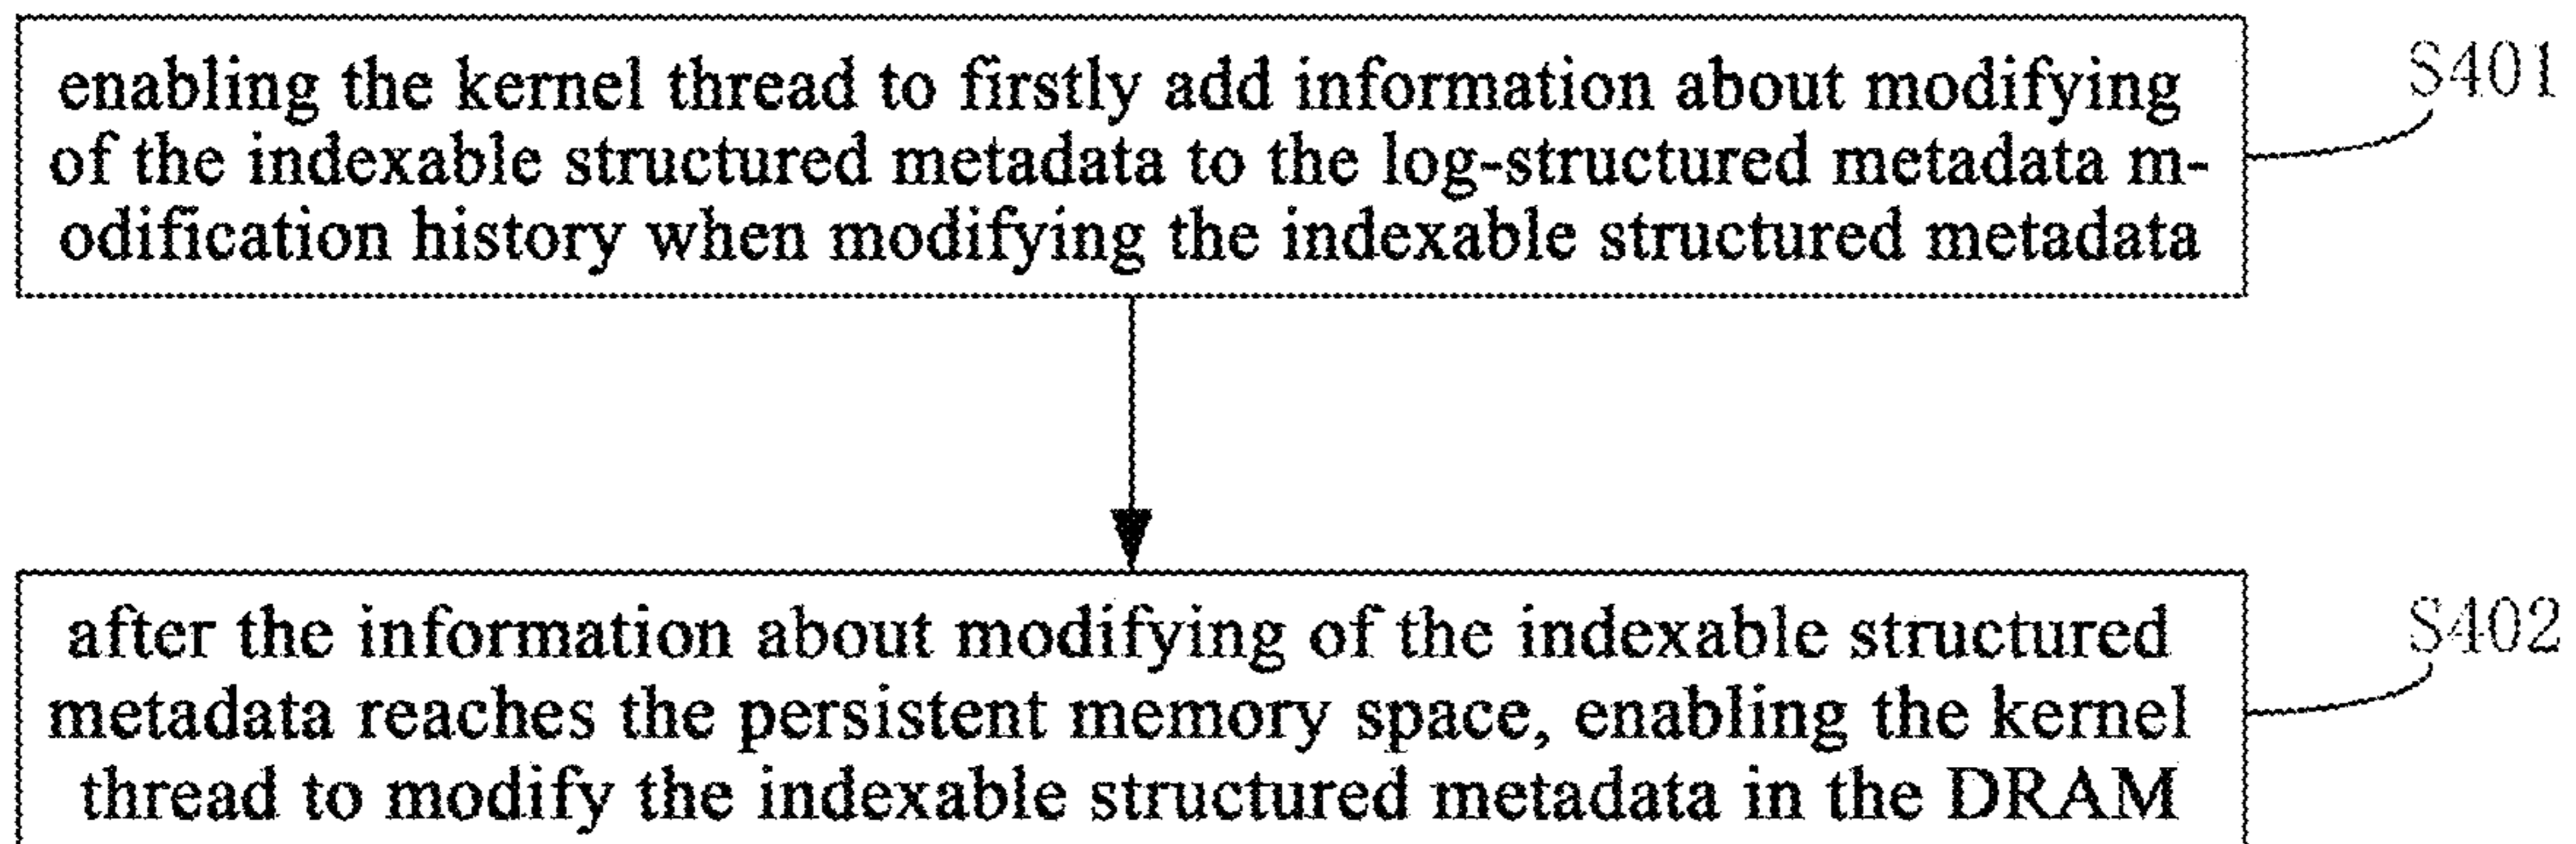 enabling the kernel thread to firstly add information about modifying
of the indexable structured metadata to the log-structured metadata m-
odification history when modifying the indexable structured metadata
S401
after the information about modifying of the indexable structured
metadata reaches the persistent memory space, enabling the kernel
thread to modify the indexable structured metadata in the DRAM
S402